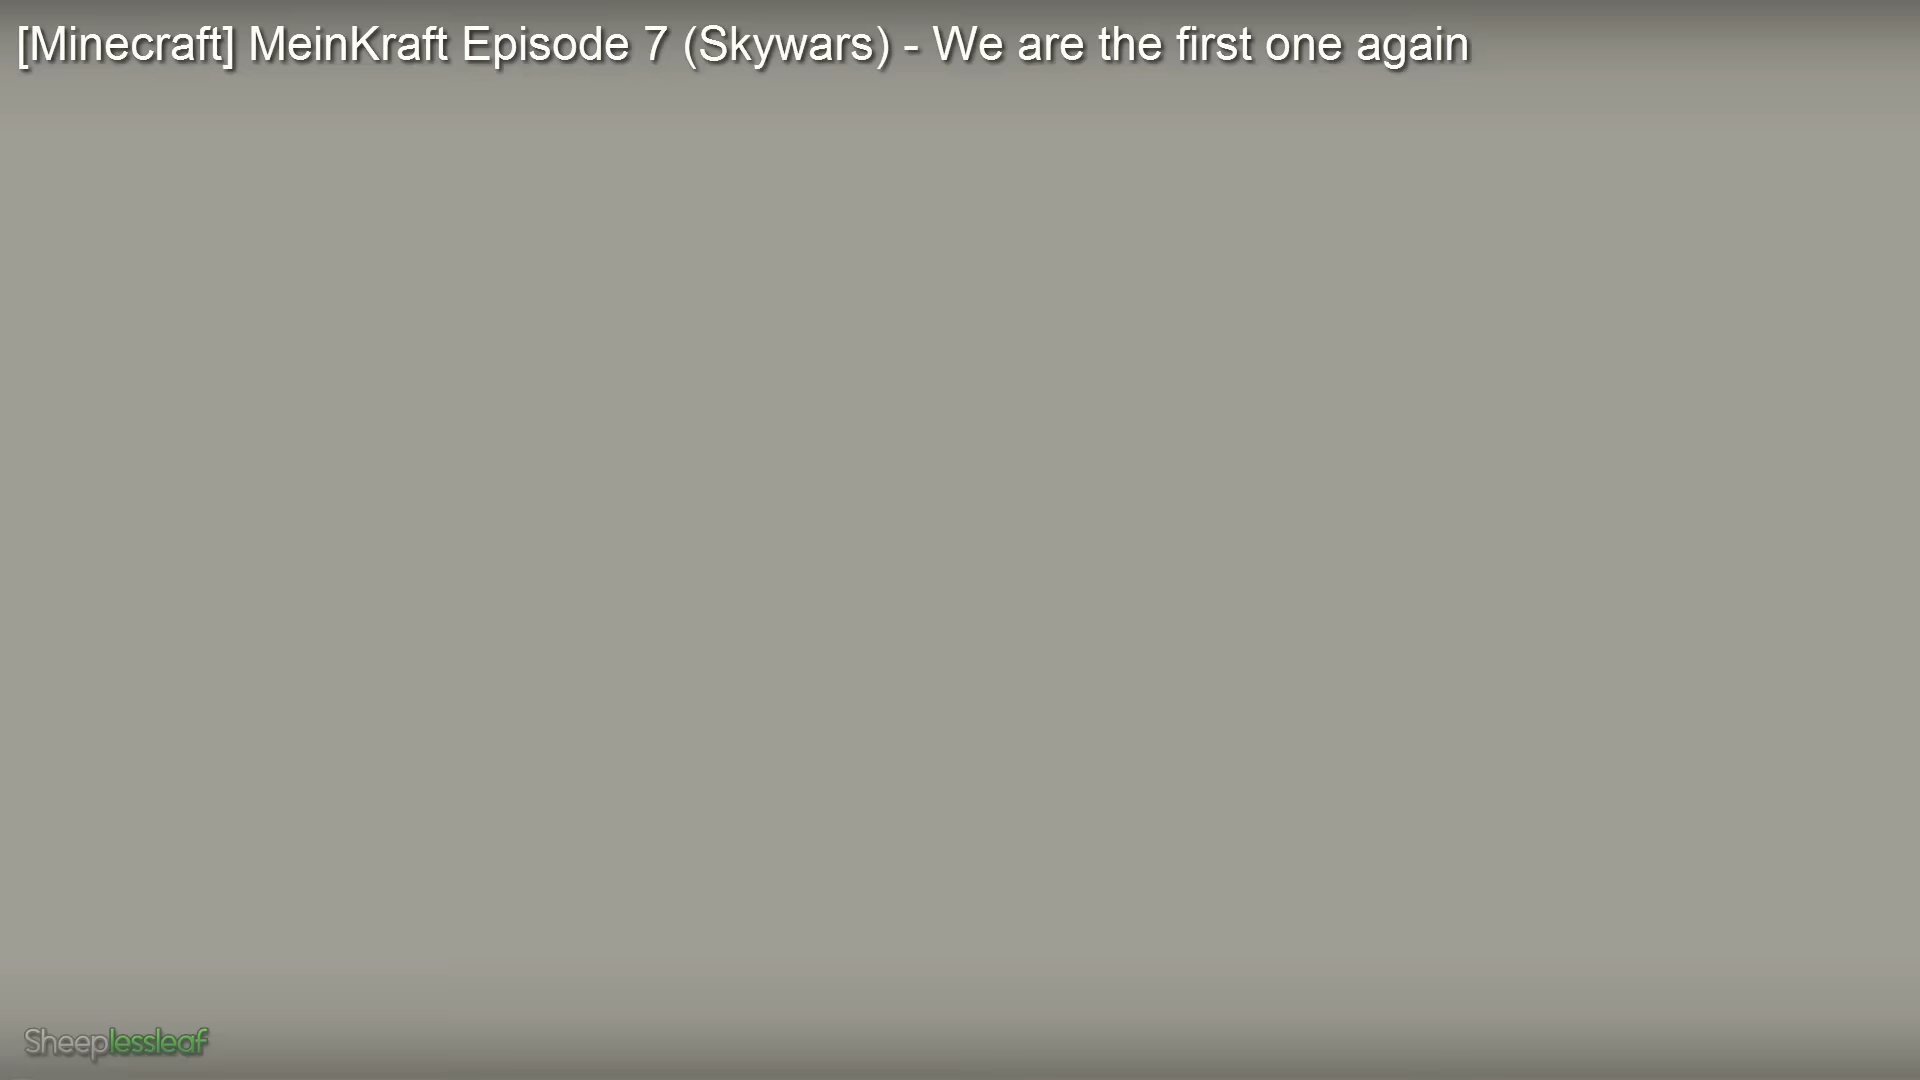 [Minecraft] MeinKraft Episode 7 (Skywars) - We are the first one again
Sheeplessleaf